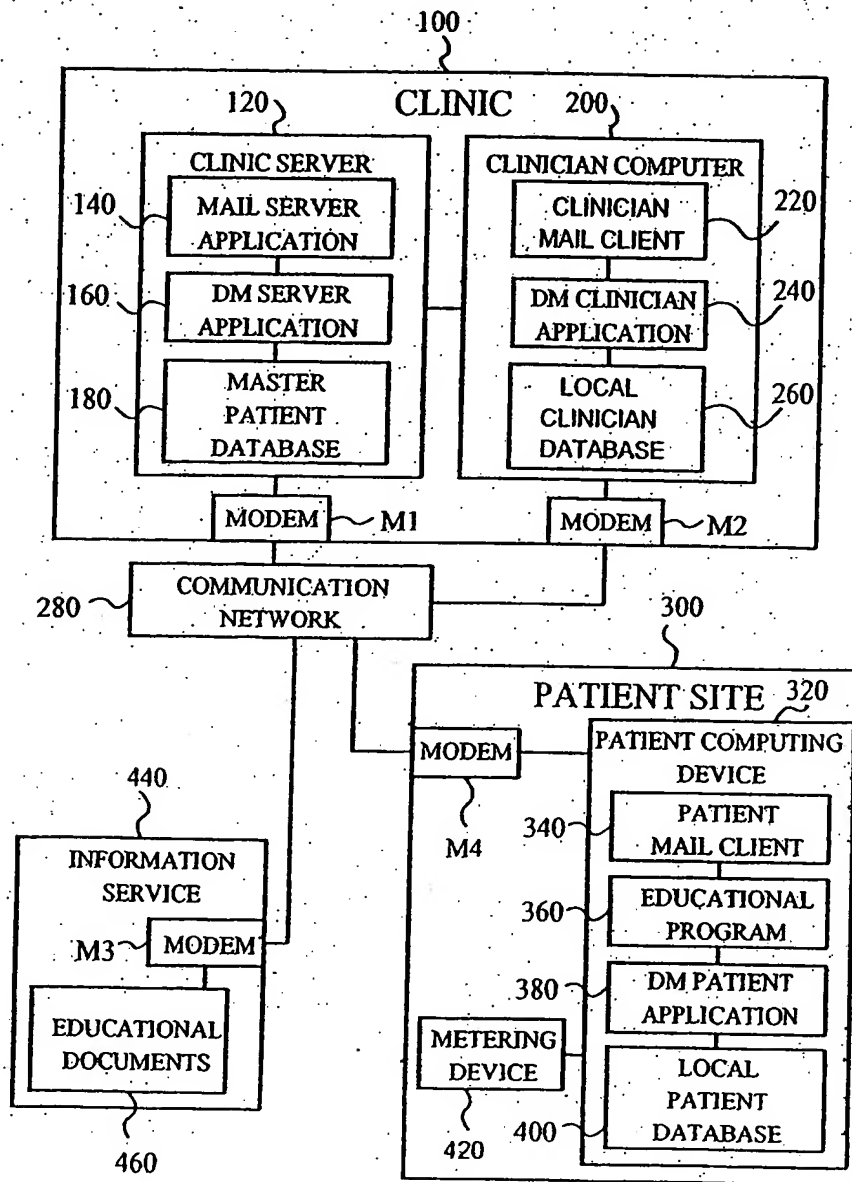 100
CLINIC
120
200
CLINIC SERVER
CLINICIAN COMPUTER
140
MAIL SERVER
APPLICATION
CLINICIAN
MAIL CLIENT
220
160
DM SERVER
APPLICATION
DM CLINICIAN
APPLICATION
240
180
MASTER
PATIENT
DATABASE
LOCAL
CLINICIAN
DATABASE
260
MODEM
M1
MODEM
M2
280
COMMUNICATION
NETWORK
300
PATIENT SITE
320
MODEM
M4
PATIENT COMPUTING
DEVICE
440
340
PATIENT
MAIL CLIENT
INFORMATION
SERVICE
360
EDUCATIONAL
PROGRAM
M3
MODEM
380
DM PATIENT
APPLICATION
EDUCATIONAL
DOCUMENTS
METERING
DEVICE
LOCAL
PATIENT
DATABASE
400
420
460